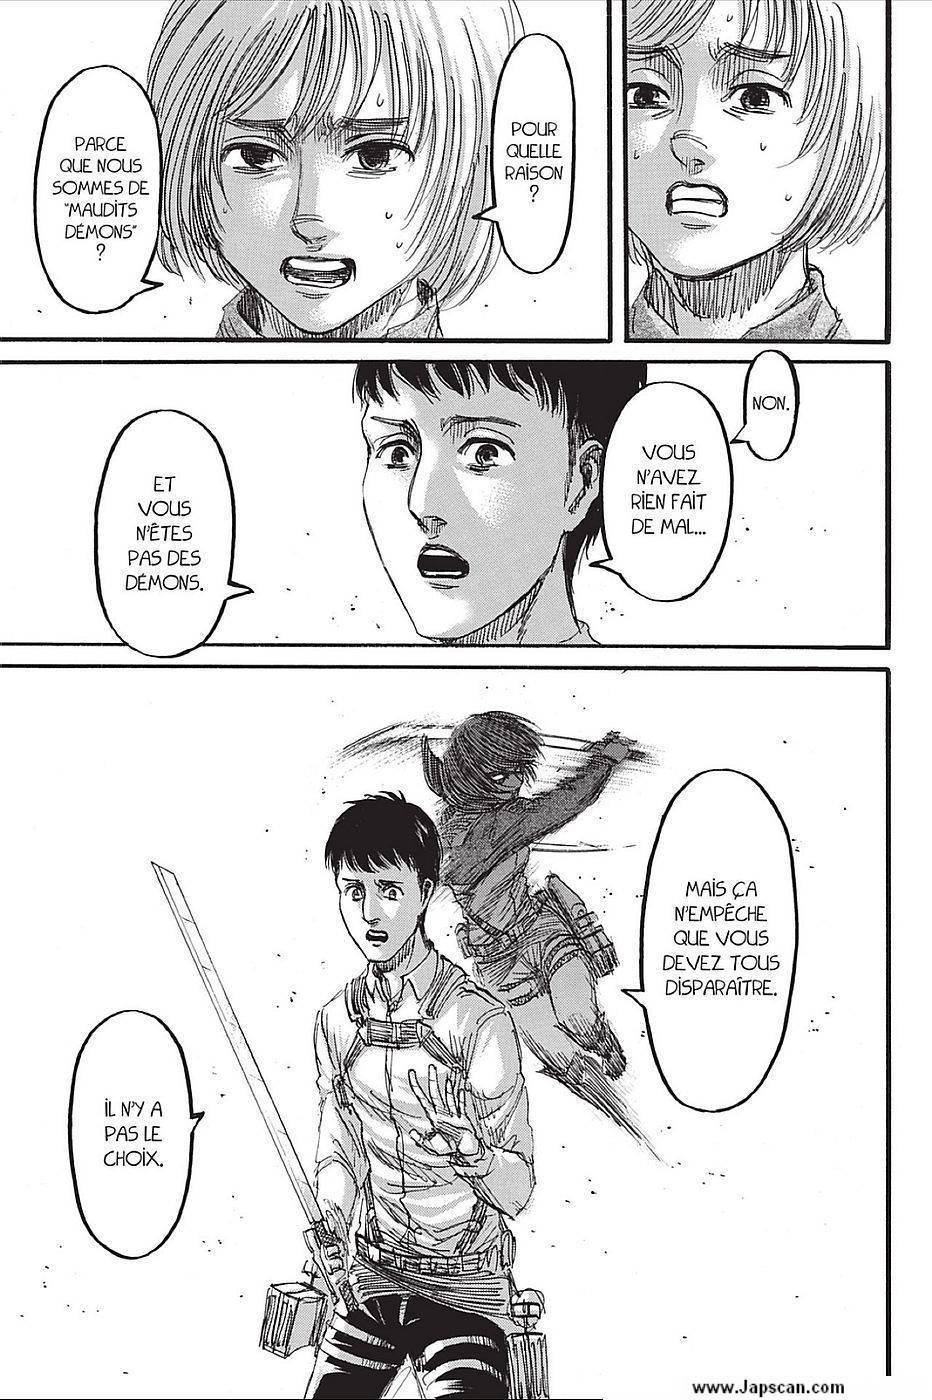 POUR
QUELLE
RAISON
?
PARCE
QUE NOUS
SOMMES DE
"MAUDITS
DÉMONS"
?
NON.
VOUS
N'AVEZ
RIEN FAIT
DE MAL...
ET
VOUS
N'ÊTES
PAS DES
DÉMONS.
MAIS ÇA
N'EMPÊCHE
QUE VOUS
DEVEZ TOUS
DISPARAÎTRE.
IL N'Y A
PAS LE
CHOIX.
www.Japscan.com